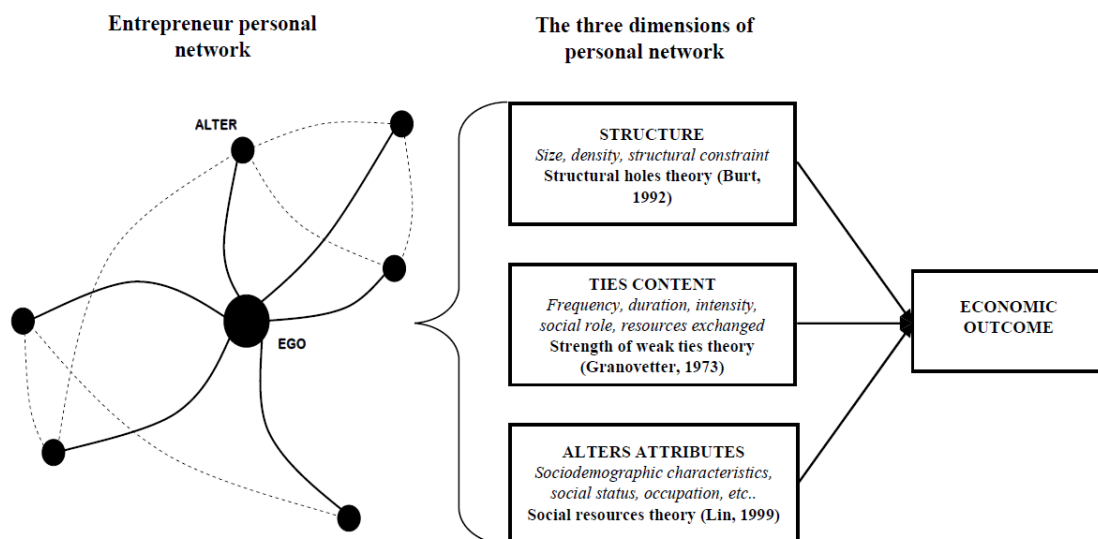 Entrepreneur personal
network
The three dimensions of
personal network
ALTER
EGO
STRUCTURE
Size, density, structural constraint
Structural holes theory (Burt,
1992)
TIES CONTENT
Frequency, duration, intensity,
social role, resources exchanged
Strength of weak ties theory
(Granovetter, 1973)
ALTERS ATTRIBUTES
Sociodemographic characteristics,
social status, occupation, etc..
Social resources theory (Lin, 1999)
ECONOMIC
OUTCOME